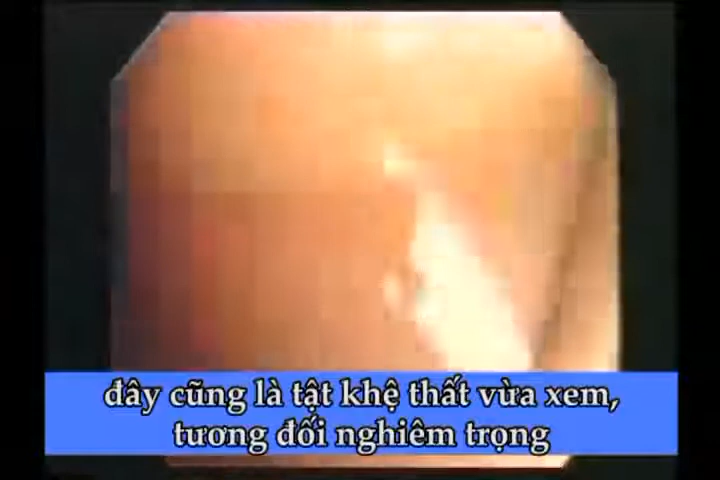 đây cũng là tật khệ thất vừa xem,
tương đối nghiêm trọng